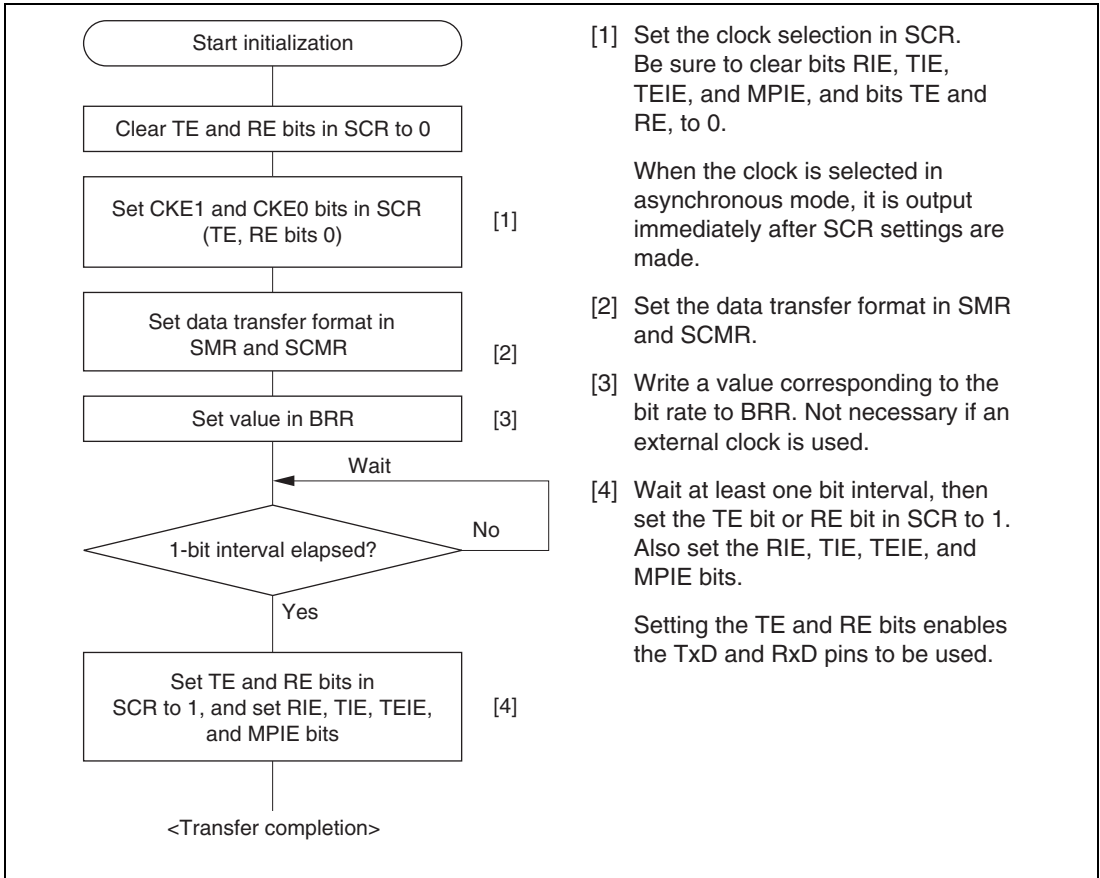 Start initialization
Clear TE and RE bits in SCR to 0
Set CKE1 and CKE0 bits in SCR
(TE, RE bits 0)
[1]
Set data transfer format in
SMR and SCMR
[2]
Set value in BRR
[3]
Wait
1-bit interval elapsed?
No
Yes
Set TE and RE bits in
SCR to 1, and set RIE, TIE, TEIE,
and MPIE bits
[4]
<Transfer completion>
[1] Set the clock selection in SCR.
Be sure to clear bits RIE, TIE,
TEIE, and MPIE, and bits TE and
RE, to 0.
When the clock is selected in
asynchronous mode, it is output
immediately after SCR settings are
made.
[2] Set the data transfer format in SMR
and SCMR.
[3] Write a value corresponding to the
bit rate to BRR. Not necessary if an
external clock is used.
[4] Wait at least one bit interval, then
set the TE bit or RE bit in SCR to 1.
Also set the RIE, TIE, TEIE, and
MPIE bits.
Setting the TE and RE bits enables
the TxD and RxD pins to be used.